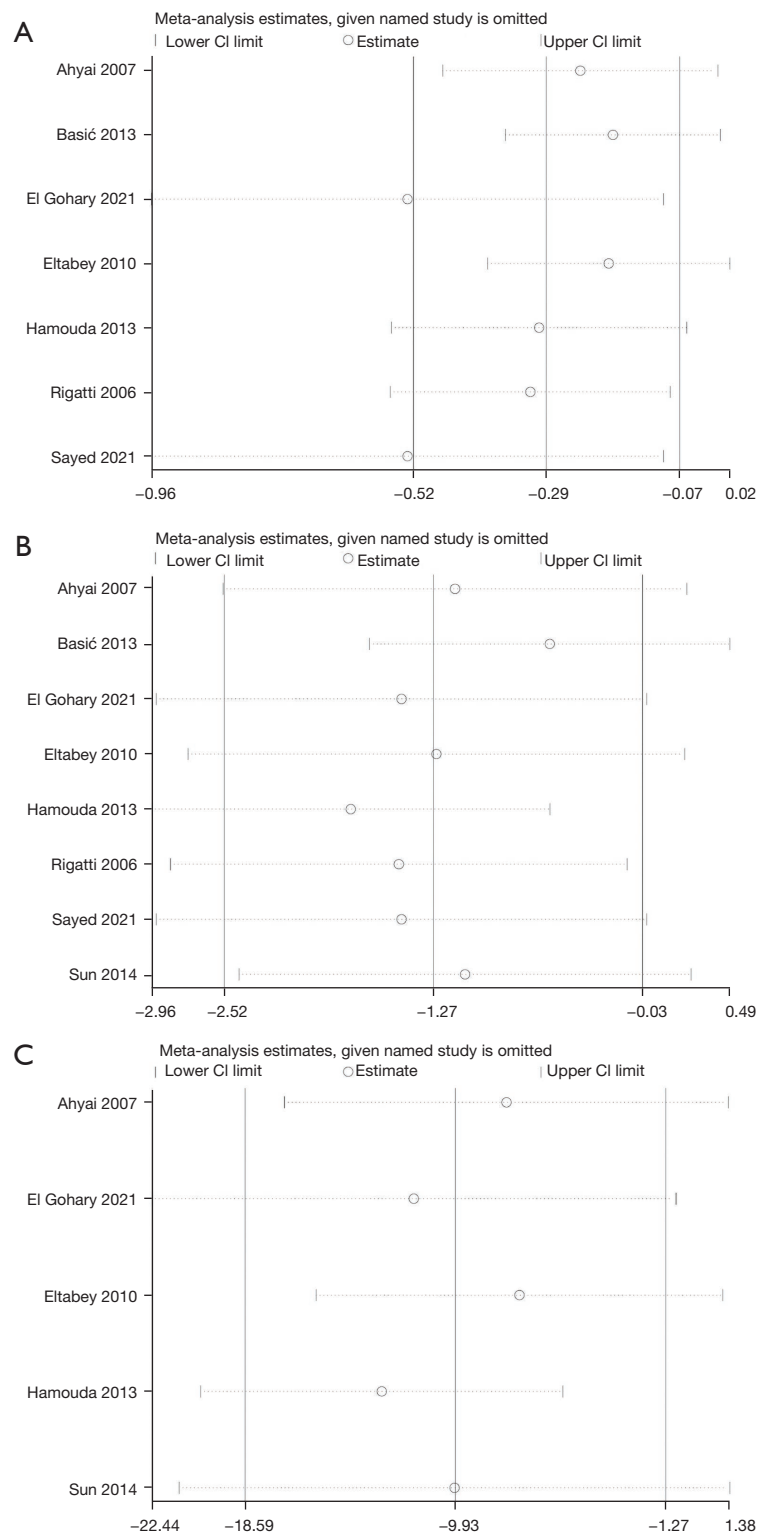 A
Meta-analysis estimates, given named study is omitted
Lower CI limit Estimate Upper CI limit
Ahyai 2007
Basić 2013
El Gohary 2021
Eltabey 2010
Hamouda 2013
Rigatti 2006
Sayed 2021
−0.96 −0.52 −0.29 −0.07 0.02
B
Meta-analysis estimates, given named study is omitted
Lower CI limit Estimate Upper CI limit
Ahyai 2007
Basić 2013
El Gohary 2021
Eltabey 2010
Hamouda 2013
Rigatti 2006
Sayed 2021
Sun 2014
−2.96 −2.52 −1.27 −0.03 0.49
C
Meta-analysis estimates, given named study is omitted
Lower CI limit Estimate Upper CI limit
Ahyai 2007
El Gohary 2021
Eltabey 2010
Hamouda 2013
Sun 2014
−22.44 −18.59 −9.93 −1.27 1.38